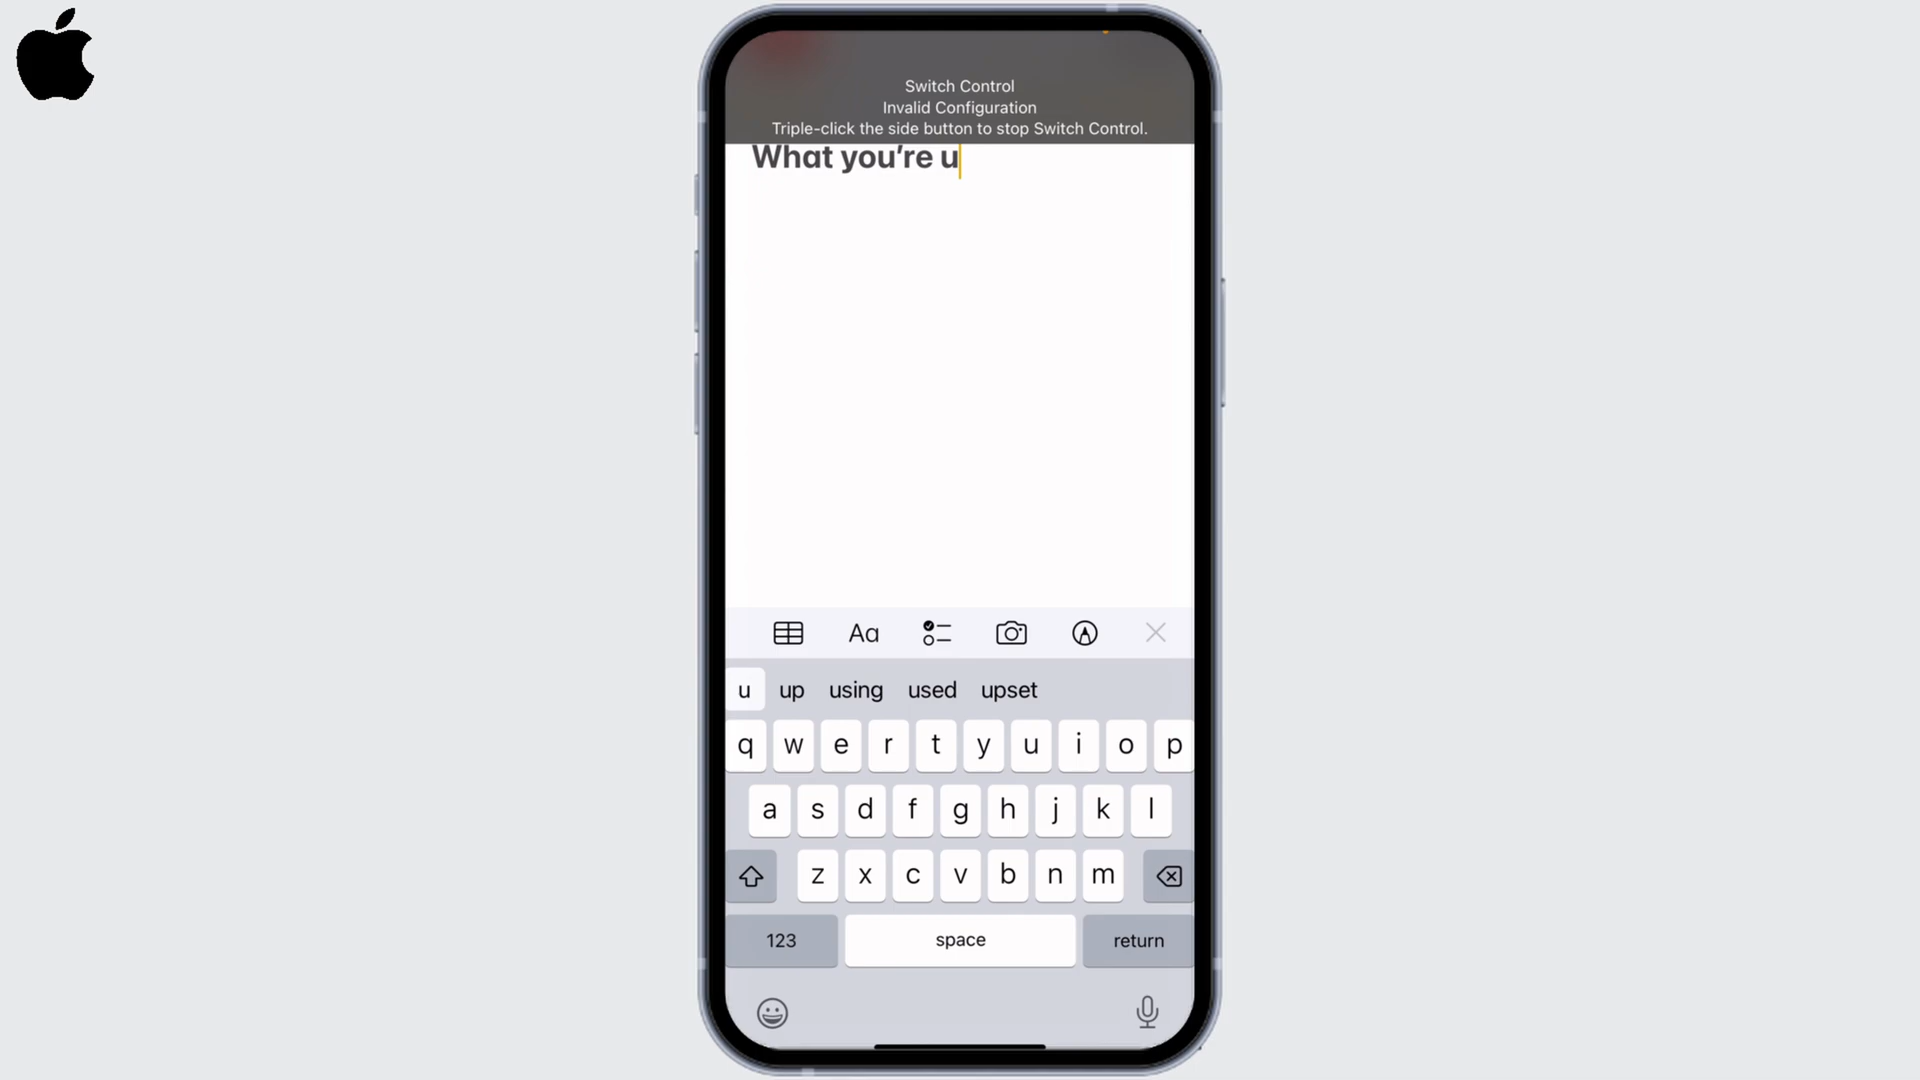 Switch Control
Invalid Configuration
Triple-click the side button to stop Switch Control.
What you’re u
Aa
u up using used upset
q w e r t y u i o p
a s d f g h j k l
z x c v b n m
123 space return